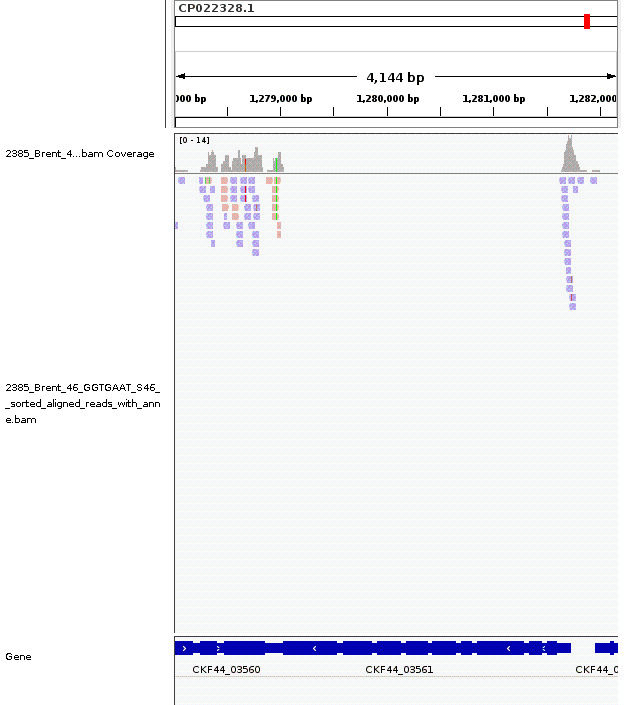 CP022328.1
4,144 bp
000 bp 1,279,000 bp 1,280,000 bp 1,281,000 bp 1,282,000
[0 - 14]
2385_Brent_4...bam Coverage
2385_Brent_46_GGTGAAT_S46_
_sorted_aligned_reads_with_ann
e.bam
Gene
CKF44_03560 CKF44_03561 CKF44_0